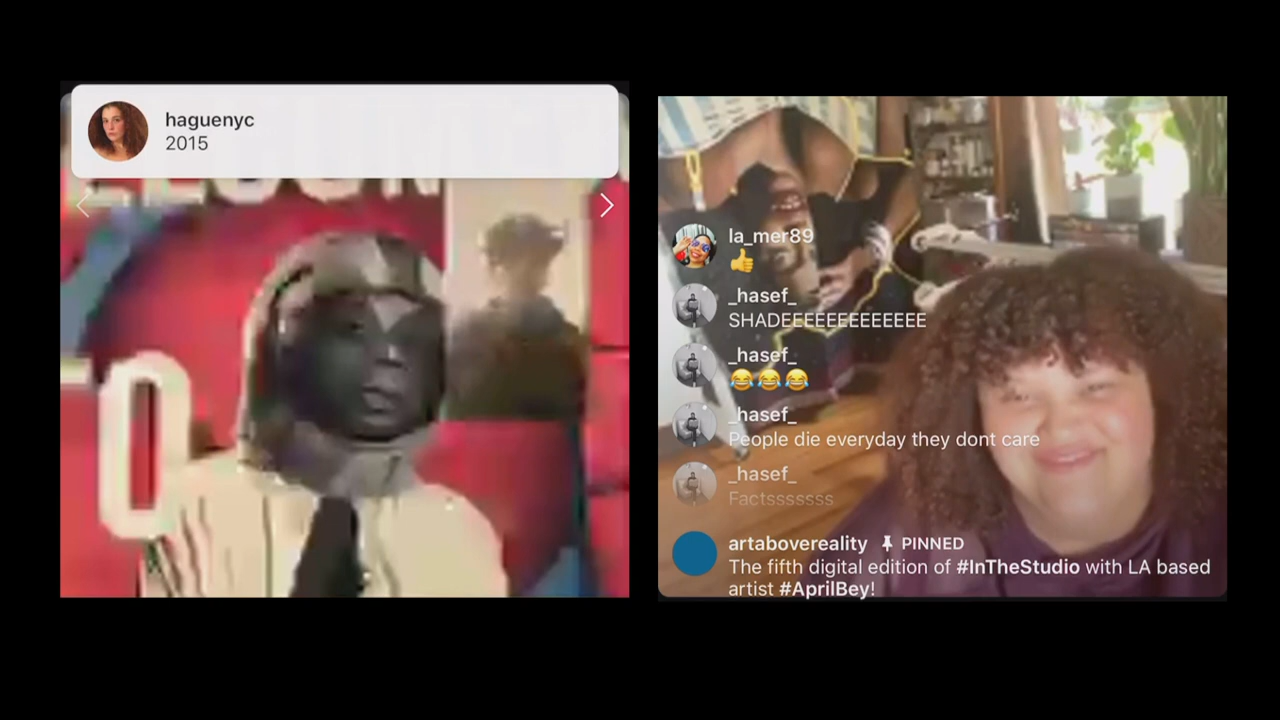 haguenyc
2015
O
la_mer89
_hasef_
SHADEEEEEEEEEEEEE
_hasef_
_hasef_
People die everyday they dont care
_hasef_
Factsssssss
artabovereality PINNED
The fifth digital edition of #InTheStudio with LA based
artist #AprilBey!